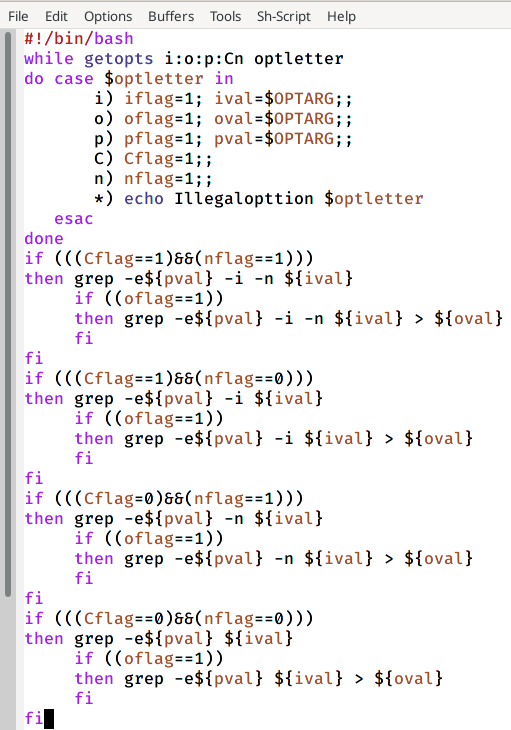 File Edit Options Buffers Tools Sh-Script Help
#!/bin/bash
while getopts i:o:p:Cn optletter
do case $optletter in
       i) iflag=1; ival=$OPTARG;;
       o) oflag=1; oval=$OPTARG;;
       p) pflag=1; pval=$OPTARG;;
       C) Cflag=1;;
       n) nflag=1;;
       *) echo Illegalopttion $optletter
   esac
done
if (((Cflag==1)&&(nflag==1)))
then grep -e${pval} -i -n ${ival}
     if ((oflag==1))
     then grep -e${pval} -i -n ${ival} > ${oval}
     fi
fi
if (((Cflag==1)&&(nflag==0)))
then grep -e${pval} -i ${ival}
     if ((oflag==1))
     then grep -e${pval} -i ${ival} > ${oval}
     fi
fi
if (((Cflag=0)&&(nflag==1)))
then grep -e${pval} -n ${ival}
     if ((oflag==1))
     then grep -e${pval} -n ${ival} > ${oval}
     fi
fi
if (((Cflag==0)&&(nflag==0)))
then grep -e${pval} ${ival}
     if ((oflag==1))
     then grep -e${pval} ${ival} > ${oval}
     fi
fi